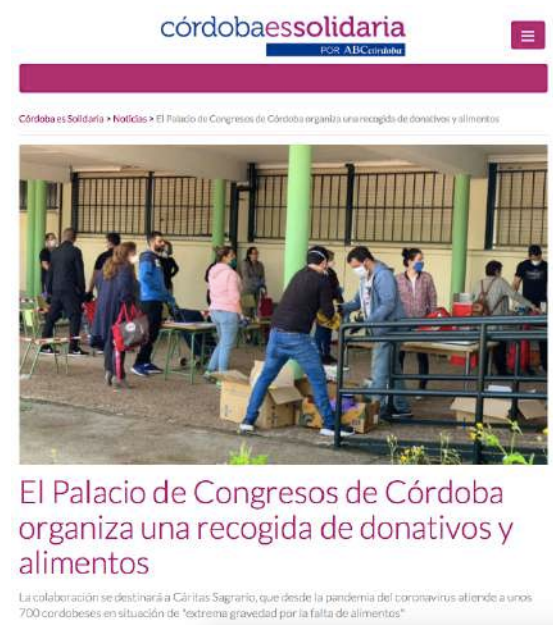 córdobaessolidaria
POR ABCcórdoba
Córdoba es Solidaria > Noticias > El Palacio de Congresos de Córdoba organiza una recogida de donativos y alimentos
El Palacio de Congresos de Córdoba
organiza una recogida de donativos y
alimentos
La colaboración se destinará a Cáritas Sagrario, que desde la pandemia del coronavirus atiende a unos
700 cordobeses en situación de "extrema gravedad por la falta de alimentos"